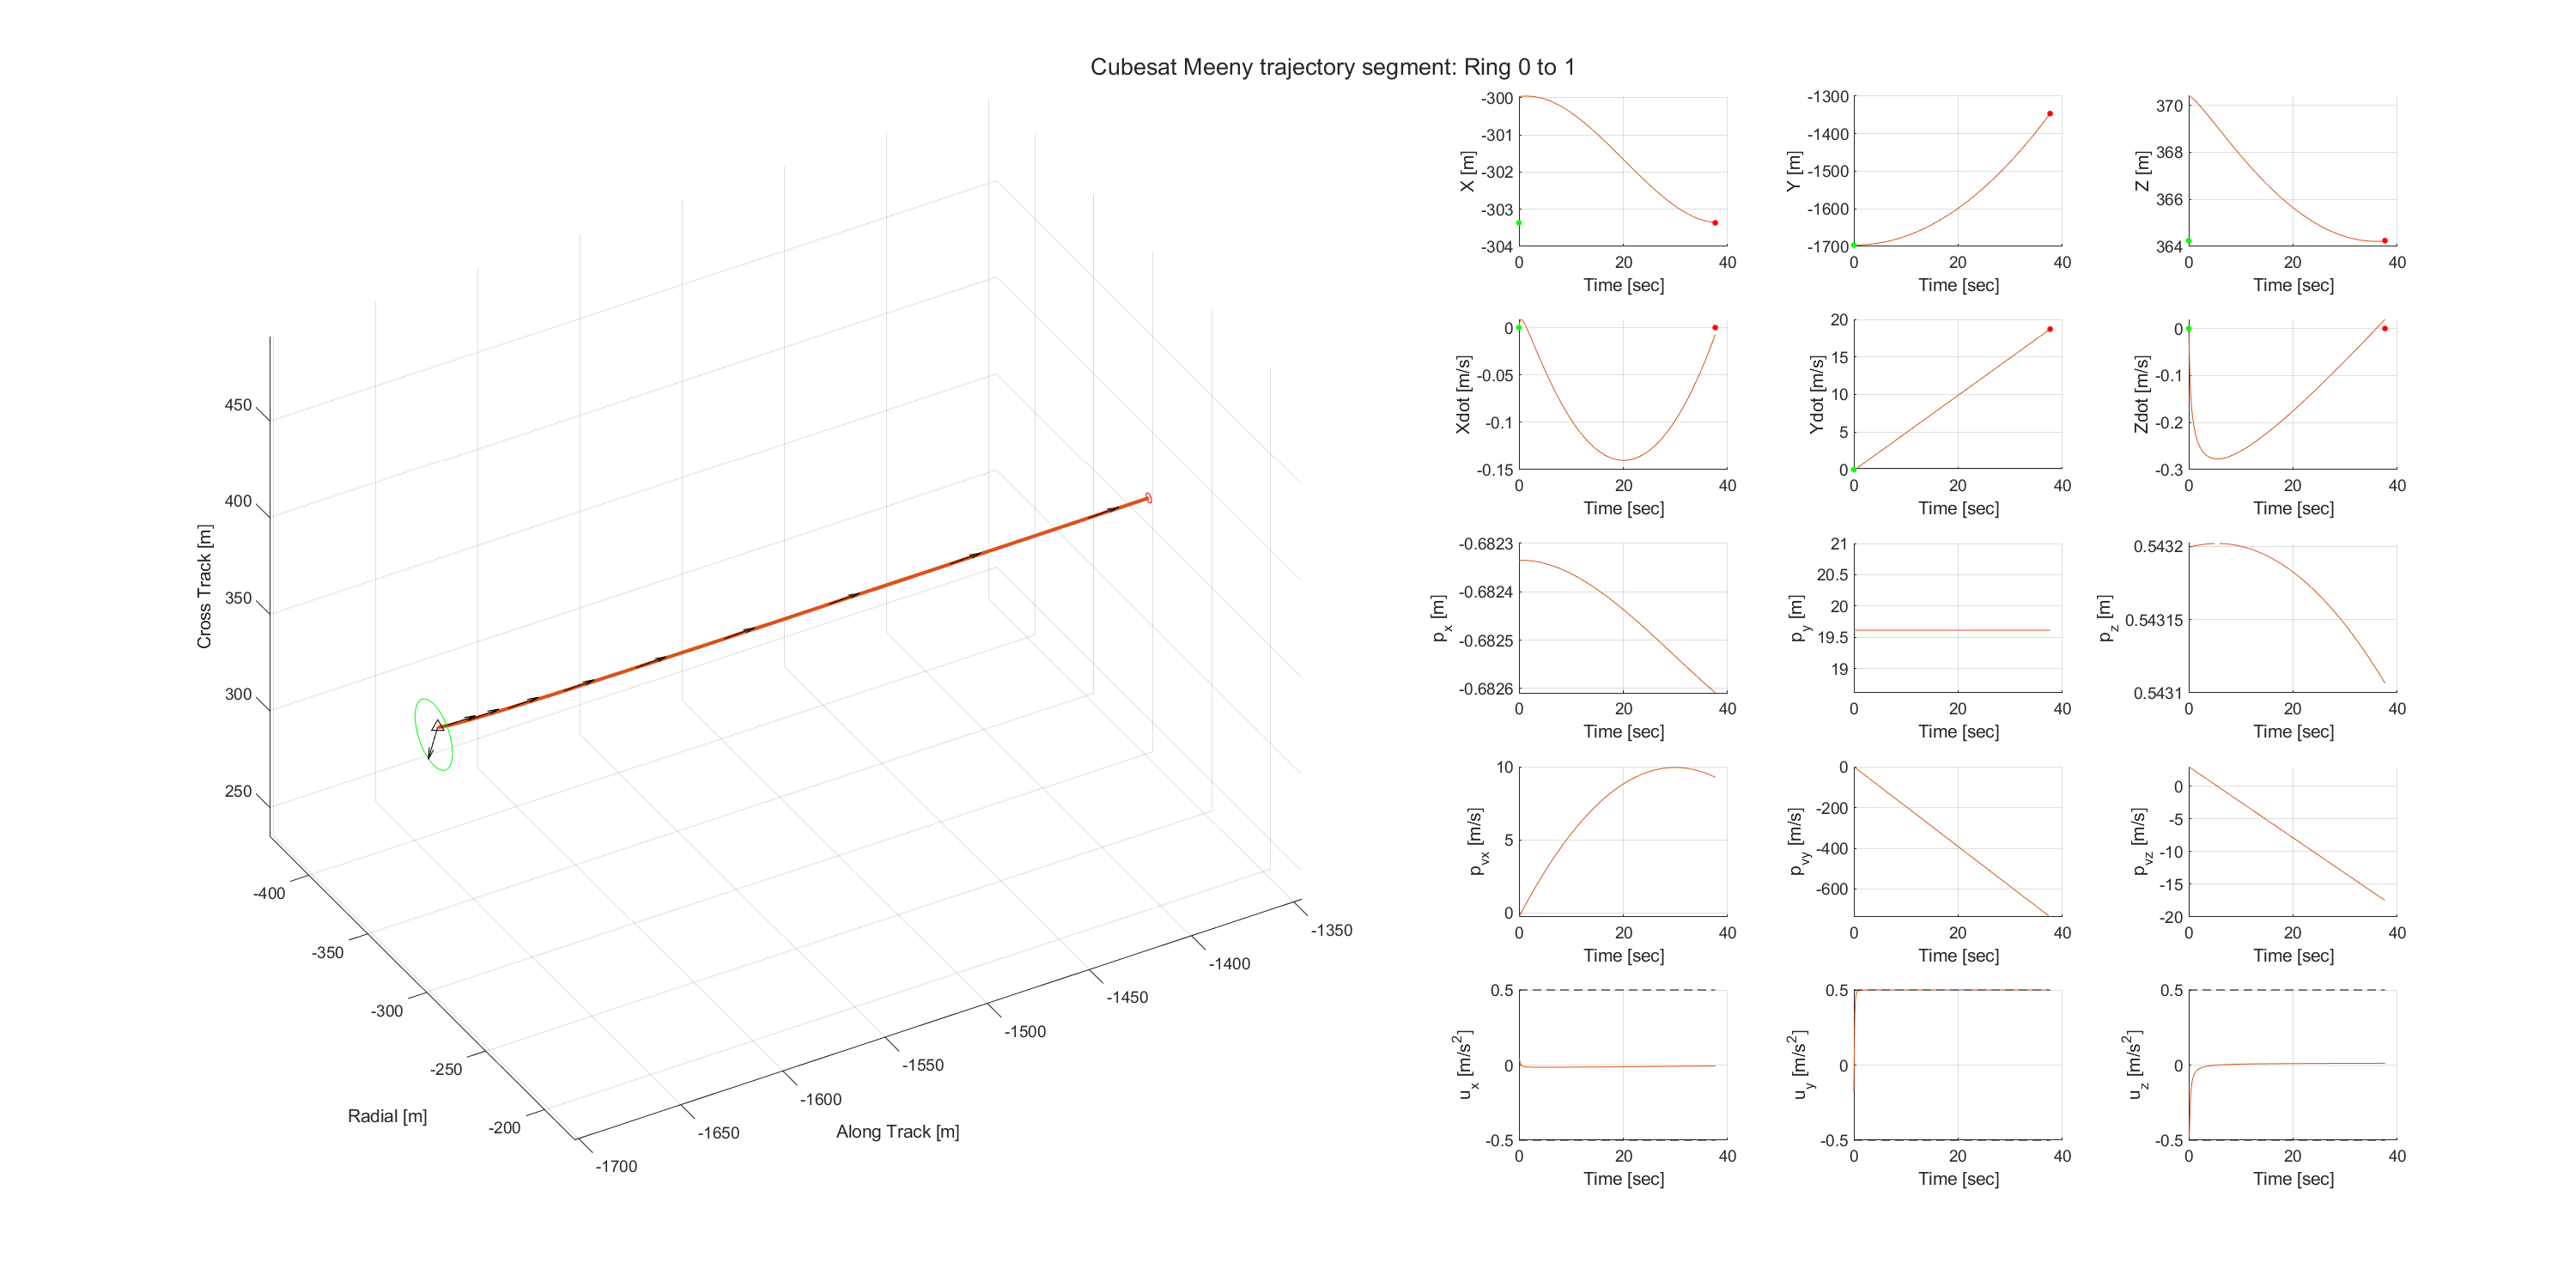 Cubesat Meeny trajectory segment: Ring 0 to 1
Cross Track [m]
450
400
350
300
250
Radial [m]
-400
-350
-300
-250
-200
Along Track [m]
-1700
-1650
-1600
-1550
-1500
-1450
-1400
-1350
X [m]
-300
-301
-302
-303
-304
0 20 40
Time [sec]
Y [m]
-1300
-1400
-1500
-1600
-1700
0 20 40
Time [sec]
Z [m]
370
368
366
364
0 20 40
Time [sec]
Xdot [m/s]
0
-0.05
-0.1
-0.15
0 20 40
Time [sec]
Ydot [m/s]
20
15
10
5
0
0 20 40
Time [sec]
Zdot [m/s]
0
-0.1
-0.2
-0.3
0 20 40
Time [sec]
p_x [m]
-0.6823
-0.6824
-0.6825
-0.6826
0 20 40
Time [sec]
p_y [m]
21
20.5
20
19.5
19
0 20 40
Time [sec]
p_z [m]
0.5432
0.54315
0.5431
0 20 40
Time [sec]
p_vx [m/s]
10
5
0
0 20 40
Time [sec]
p_vy [m/s]
0
-200
-400
-600
0 20 40
Time [sec]
p_vz [m/s]
0
-5
-10
-15
-20
0 20 40
Time [sec]
u_x [m/s^2]
0.5
0
-0.5
0 20 40
Time [sec]
u_y [m/s^2]
0.5
0
-0.5
0 20 40
Time [sec]
u_z [m/s^2]
0.5
0
-0.5
0 20 40
Time [sec]